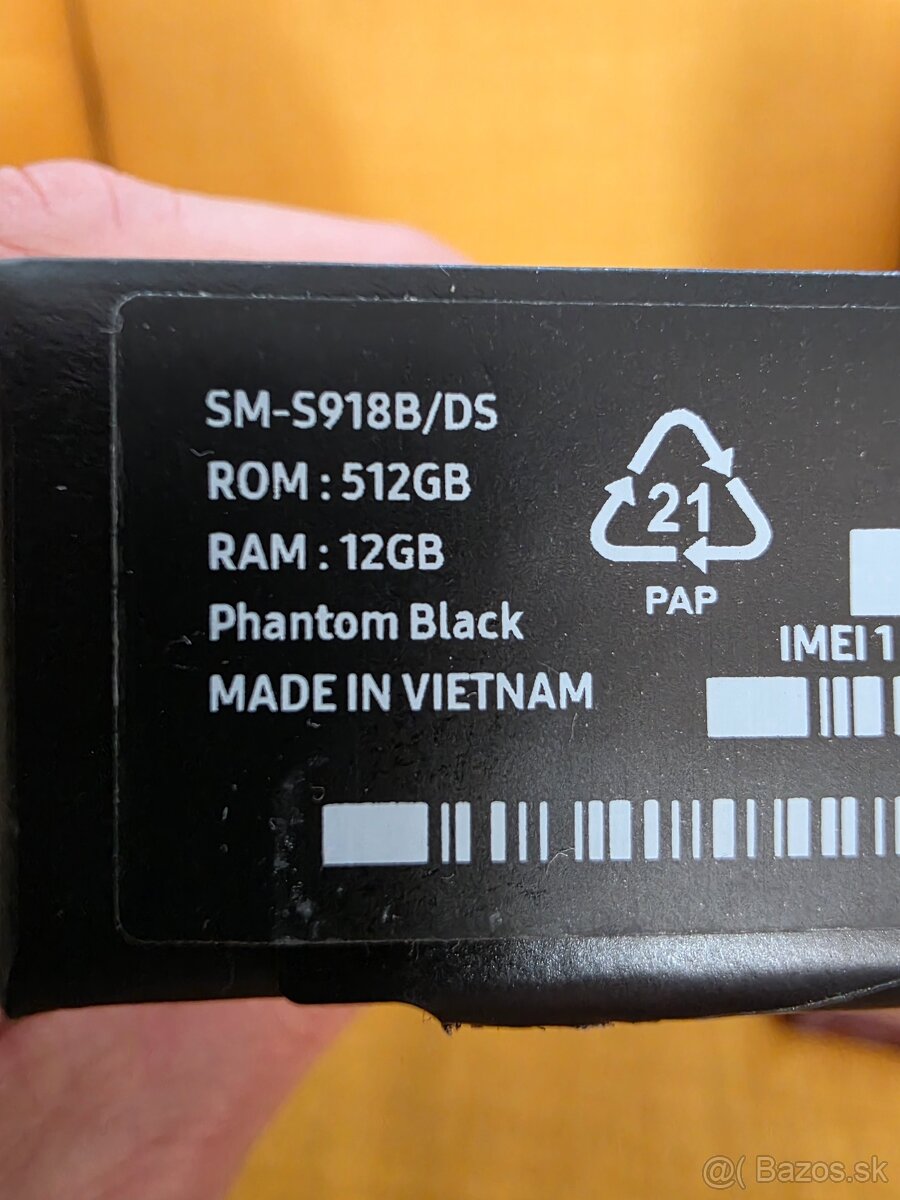 SM-S918B/DS
ROM : 512GB
RAM : 12GB
Phantom Black
MADE IN VIETNAM
21
PAP
IMEI 1
@( Bazos.sk